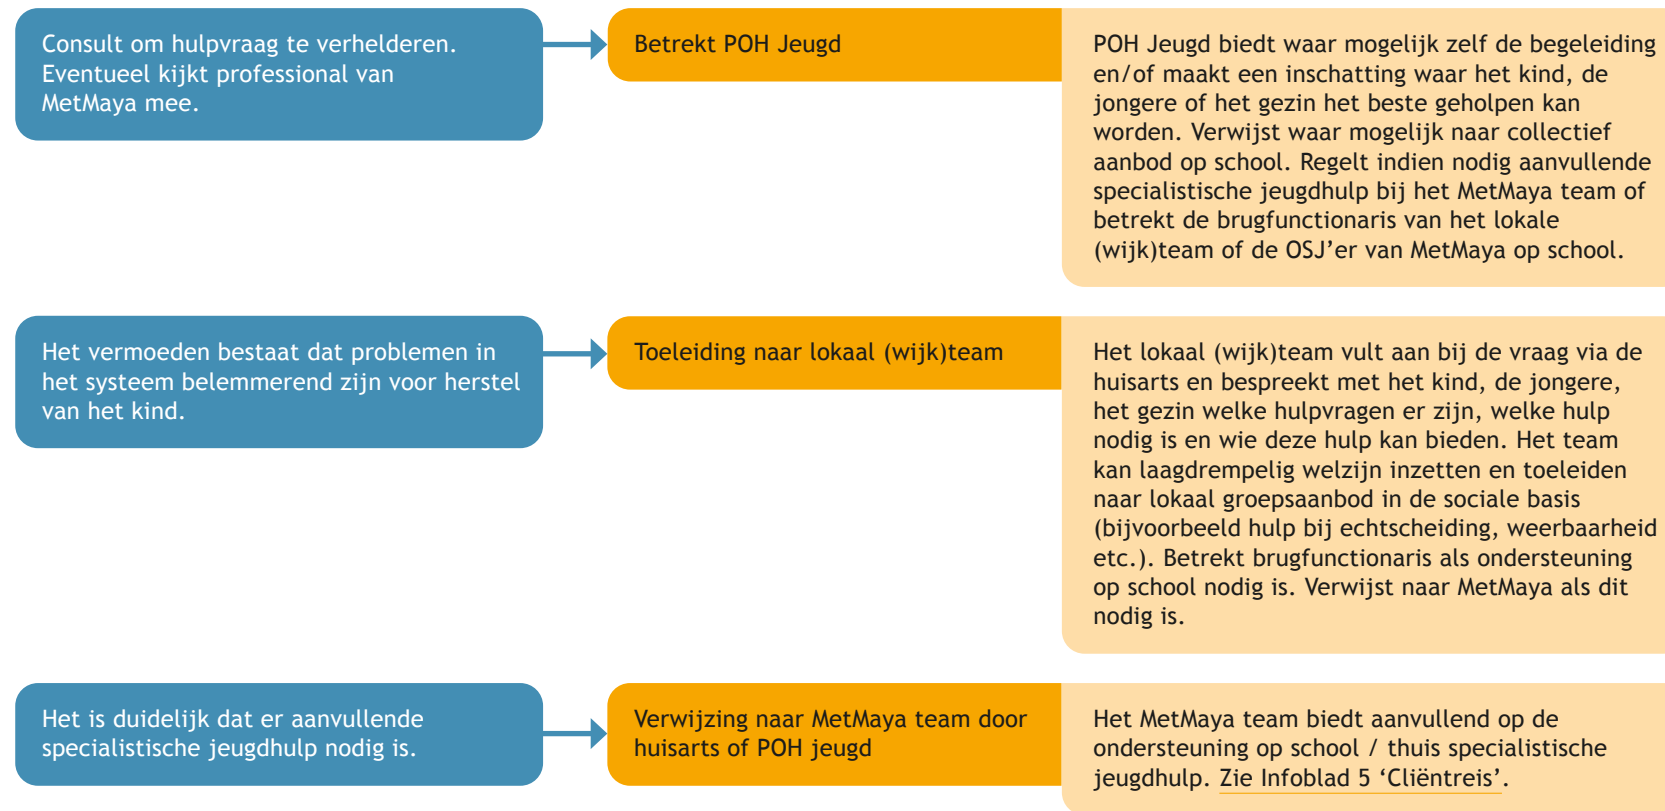 Consult om hulpvraag te verhelderen.
Eventueel kijkt professional van
MetMaya mee.
Betrekt POH Jeugd
POH Jeugd biedt waar mogelijk zelf de begeleiding
en/of maakt een inschatting waar het kind, de
jongere of het gezin het beste geholpen kan
worden. Verwijst waar mogelijk naar collectief
aanbod op school. Regelt indien nodig aanvullende
specialistische jeugdhulp bij het MetMaya team of
betrekt de brugfunctionaris van het lokale
(wijk)team of de OSJ’er van MetMaya op school.
Het vermoeden bestaat dat problemen in
het systeem belemmerend zijn voor herstel
van het kind.
Toeleiding naar lokaal (wijk)team
Het lokaal (wijk)team vult aan bij de vraag via de
huisarts en bespreekt met het kind, de jongere,
het gezin welke hulpvragen er zijn, welke hulp
nodig is en wie deze hulp kan bieden. Het team
kan laagdrempelig welzijn inzetten en toeleiden
naar lokaal groepsaanbod in de sociale basis
(bijvoorbeeld hulp bij echtscheiding, weerbaarheid
etc.). Betrekt brugfunctionaris als ondersteuning
op school nodig is. Verwijst naar MetMaya als dit
nodig is.
Het is duidelijk dat er aanvullende
specialistische jeugdhulp nodig is.
Verwijzing naar MetMaya team door
huisarts of POH jeugd
Het MetMaya team biedt aanvullend op de
ondersteuning op school / thuis specialistische
jeugdhulp. Zie Infoblad 5 ‘Cliëntreis’.